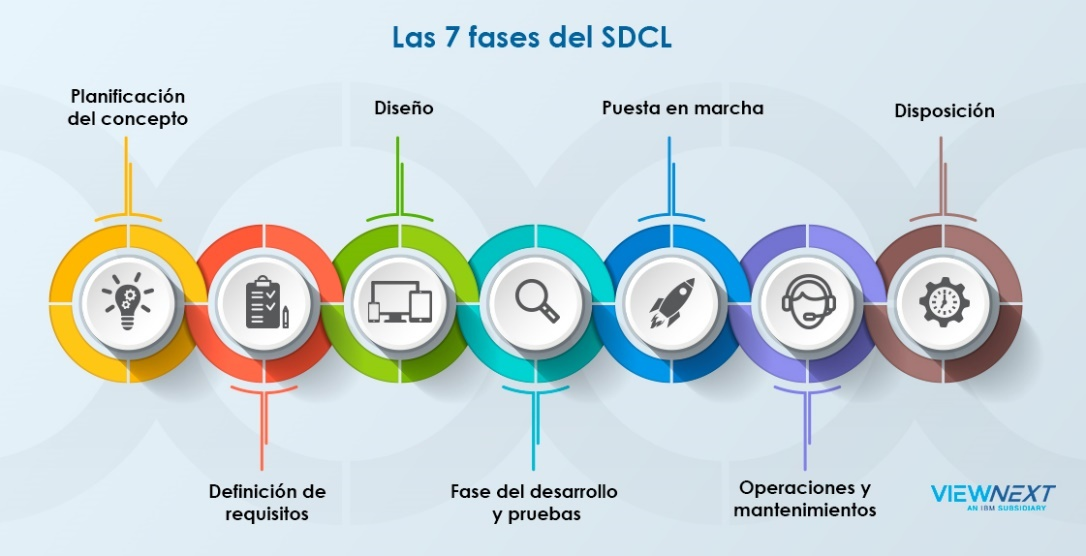 Las 7 fases del SDCL
Planificación
del concepto
Diseño
Puesta en marcha
Disposición
Definición de
requisitos
Fase del desarrollo
y pruebas
Operaciones y
mantenimientos
VIEWNEXT
AN IBM SUBSIDIARY